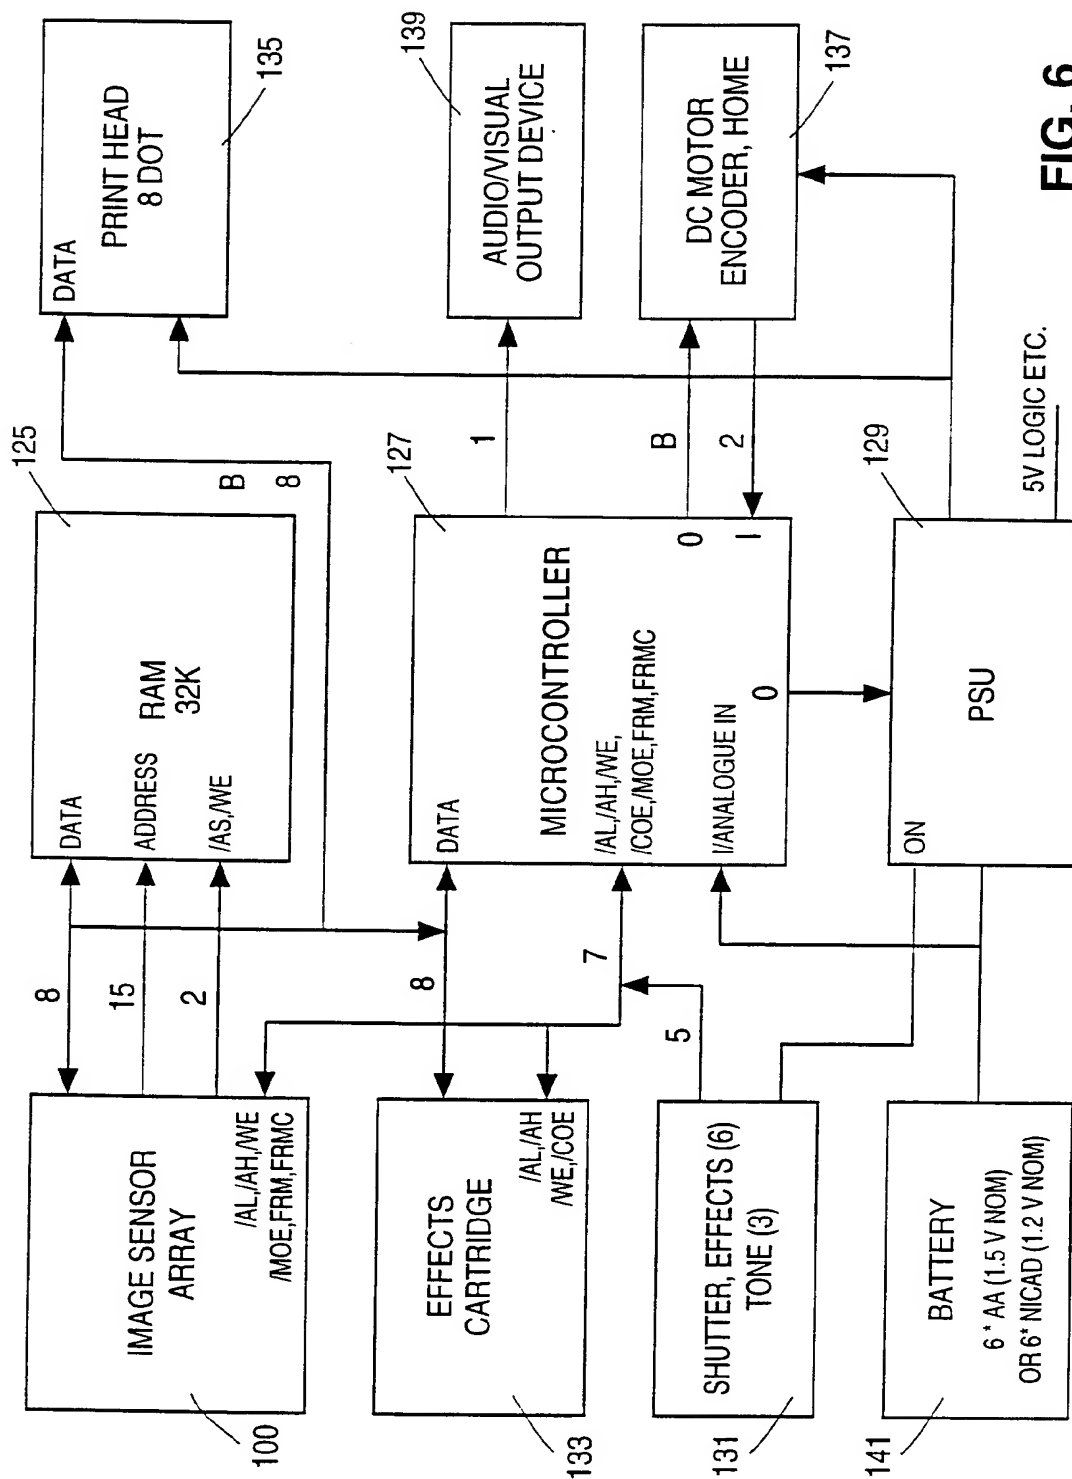 IMAGE SENSOR
ARRAY
/AL,/AH,/WE
/MOE,FRM,FRMC
100
8
15
2
DATA
ADDRESS
/AS,/WE
RAM
32K
125
B
8
DATA
PRINT HEAD
8 DOT
135
EFFECTS
CARTRIDGE
/AL,/AH
/WE,/COE
133
8
7
DATA
MICROCONTROLLER
/AL,/AH,/WE,
/COE,/MOE,FRM,FRMC
I/ANALOGUE IN
0
0
I
127
1
B
2
AUDIO/VISUAL
OUTPUT DEVICE
139
DC MOTOR
ENCODER, HOME
137
SHUTTER, EFFECTS (6)
TONE (3)
131
5
BATTERY
6 * AA (1.5 V NOM)
OR 6* NICAD (1.2 V NOM)
141
ON
PSU
129
5V LOGIC ETC.
FIG. 6